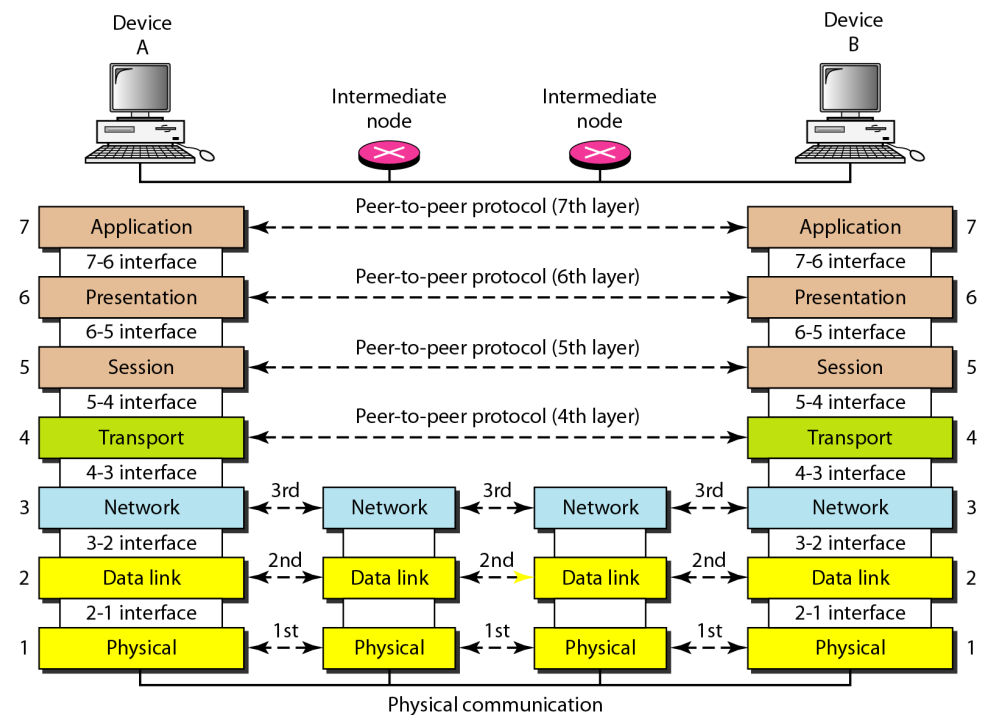 Device
A
Device
B
Intermediate
node
Intermediate
node
Peer-to-peer protocol (7th layer)
7 Application Application 7
7-6 interface 7-6 interface
Peer-to-peer protocol (6th layer)
6 Presentation Presentation 6
6-5 interface 6-5 interface
Peer-to-peer protocol (5th layer)
5 Session Session 5
5-4 interface 5-4 interface
Peer-to-peer protocol (4th layer)
4 Transport Transport 4
4-3 interface 4-3 interface
3rd 3rd 3rd
3 Network Network Network Network 3
3-2 interface 3-2 interface
2nd 2nd 2nd
2 Data link Data link Data link Data link 2
2-1 interface 2-1 interface
1st 1st 1st
1 Physical Physical Physical Physical 1
Physical communication